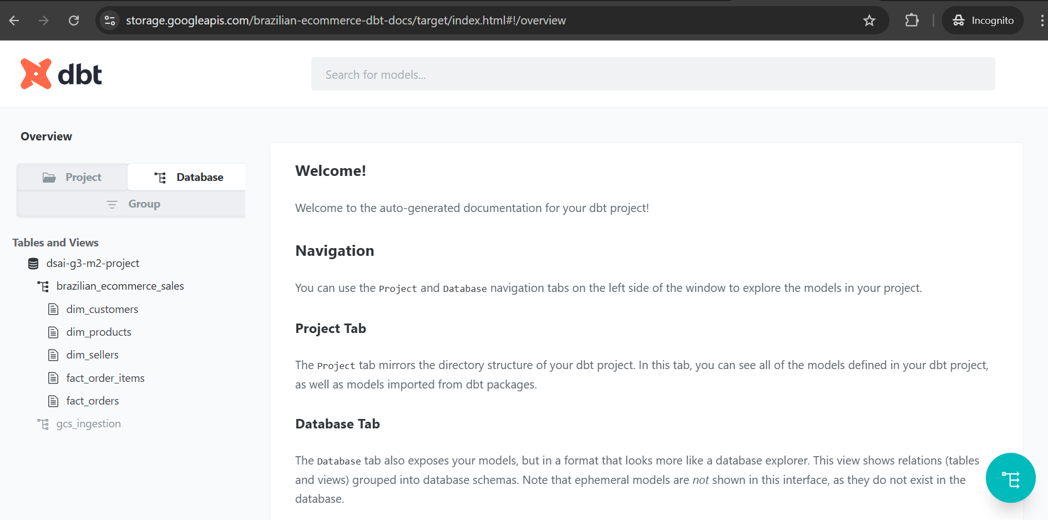 storage.googleapis.com/brazilian-ecommerce-dbt-docs/target/index.html#!/overview
Incognito
dbt
Search for models...
Overview
Project
Database
Group
Tables and Views
dsai-g3-m2-project
brazilian_ecommerce_sales
dim_customers
dim_products
dim_sellers
fact_order_items
fact_orders
gcs_ingestion
Welcome!
Welcome to the auto-generated documentation for your dbt project!
Navigation
You can use the Project and Database navigation tabs on the left side of the window to explore the models in your project.
Project Tab
The Project tab mirrors the directory structure of your dbt project. In this tab, you can see all of the models defined in your dbt project,
as well as models imported from dbt packages.
Database Tab
The Database tab also exposes your models, but in a format that looks more like a database explorer. This view shows relations (tables
and views) grouped into database schemas. Note that ephemeral models are not shown in this interface, as they do not exist in the
database.